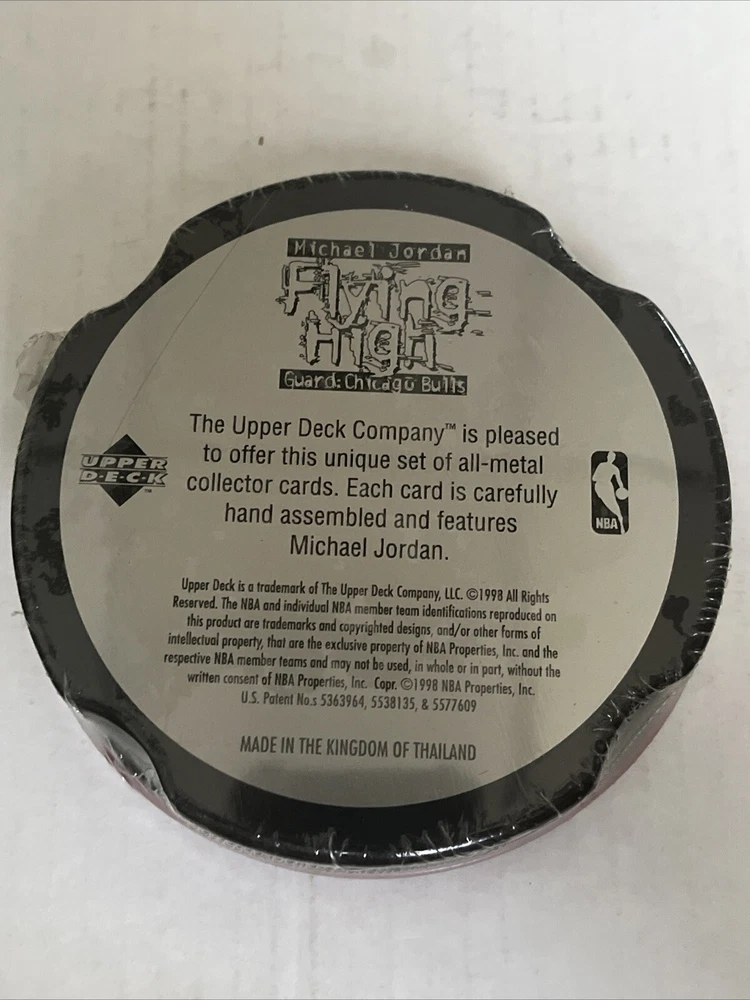 Michael Jordan
Flying
High
Guard: Chicago Bulls
The Upper Deck Company™ is pleased
to offer this unique set of all-metal
collector cards. Each card is carefully
hand assembled and features
Michael Jordan.
UPPER
D·E·C·K
™
NBA
Upper Deck is a trademark of The Upper Deck Company, LLC. ©1998 All Rights
Reserved. The NBA and individual NBA member team identifications reproduced on
this product are trademarks and copyrighted designs, and/or other forms of
intellectual property, that are the exclusive property of NBA Properties, Inc. and the
respective NBA member teams and may not be used, in whole or in part, without the
written consent of NBA Properties, Inc. Copr. ©1998 NBA Properties, Inc.
U.S. Patent No.s 5363964, 5538135, & 5577609
MADE IN THE KINGDOM OF THAILAND